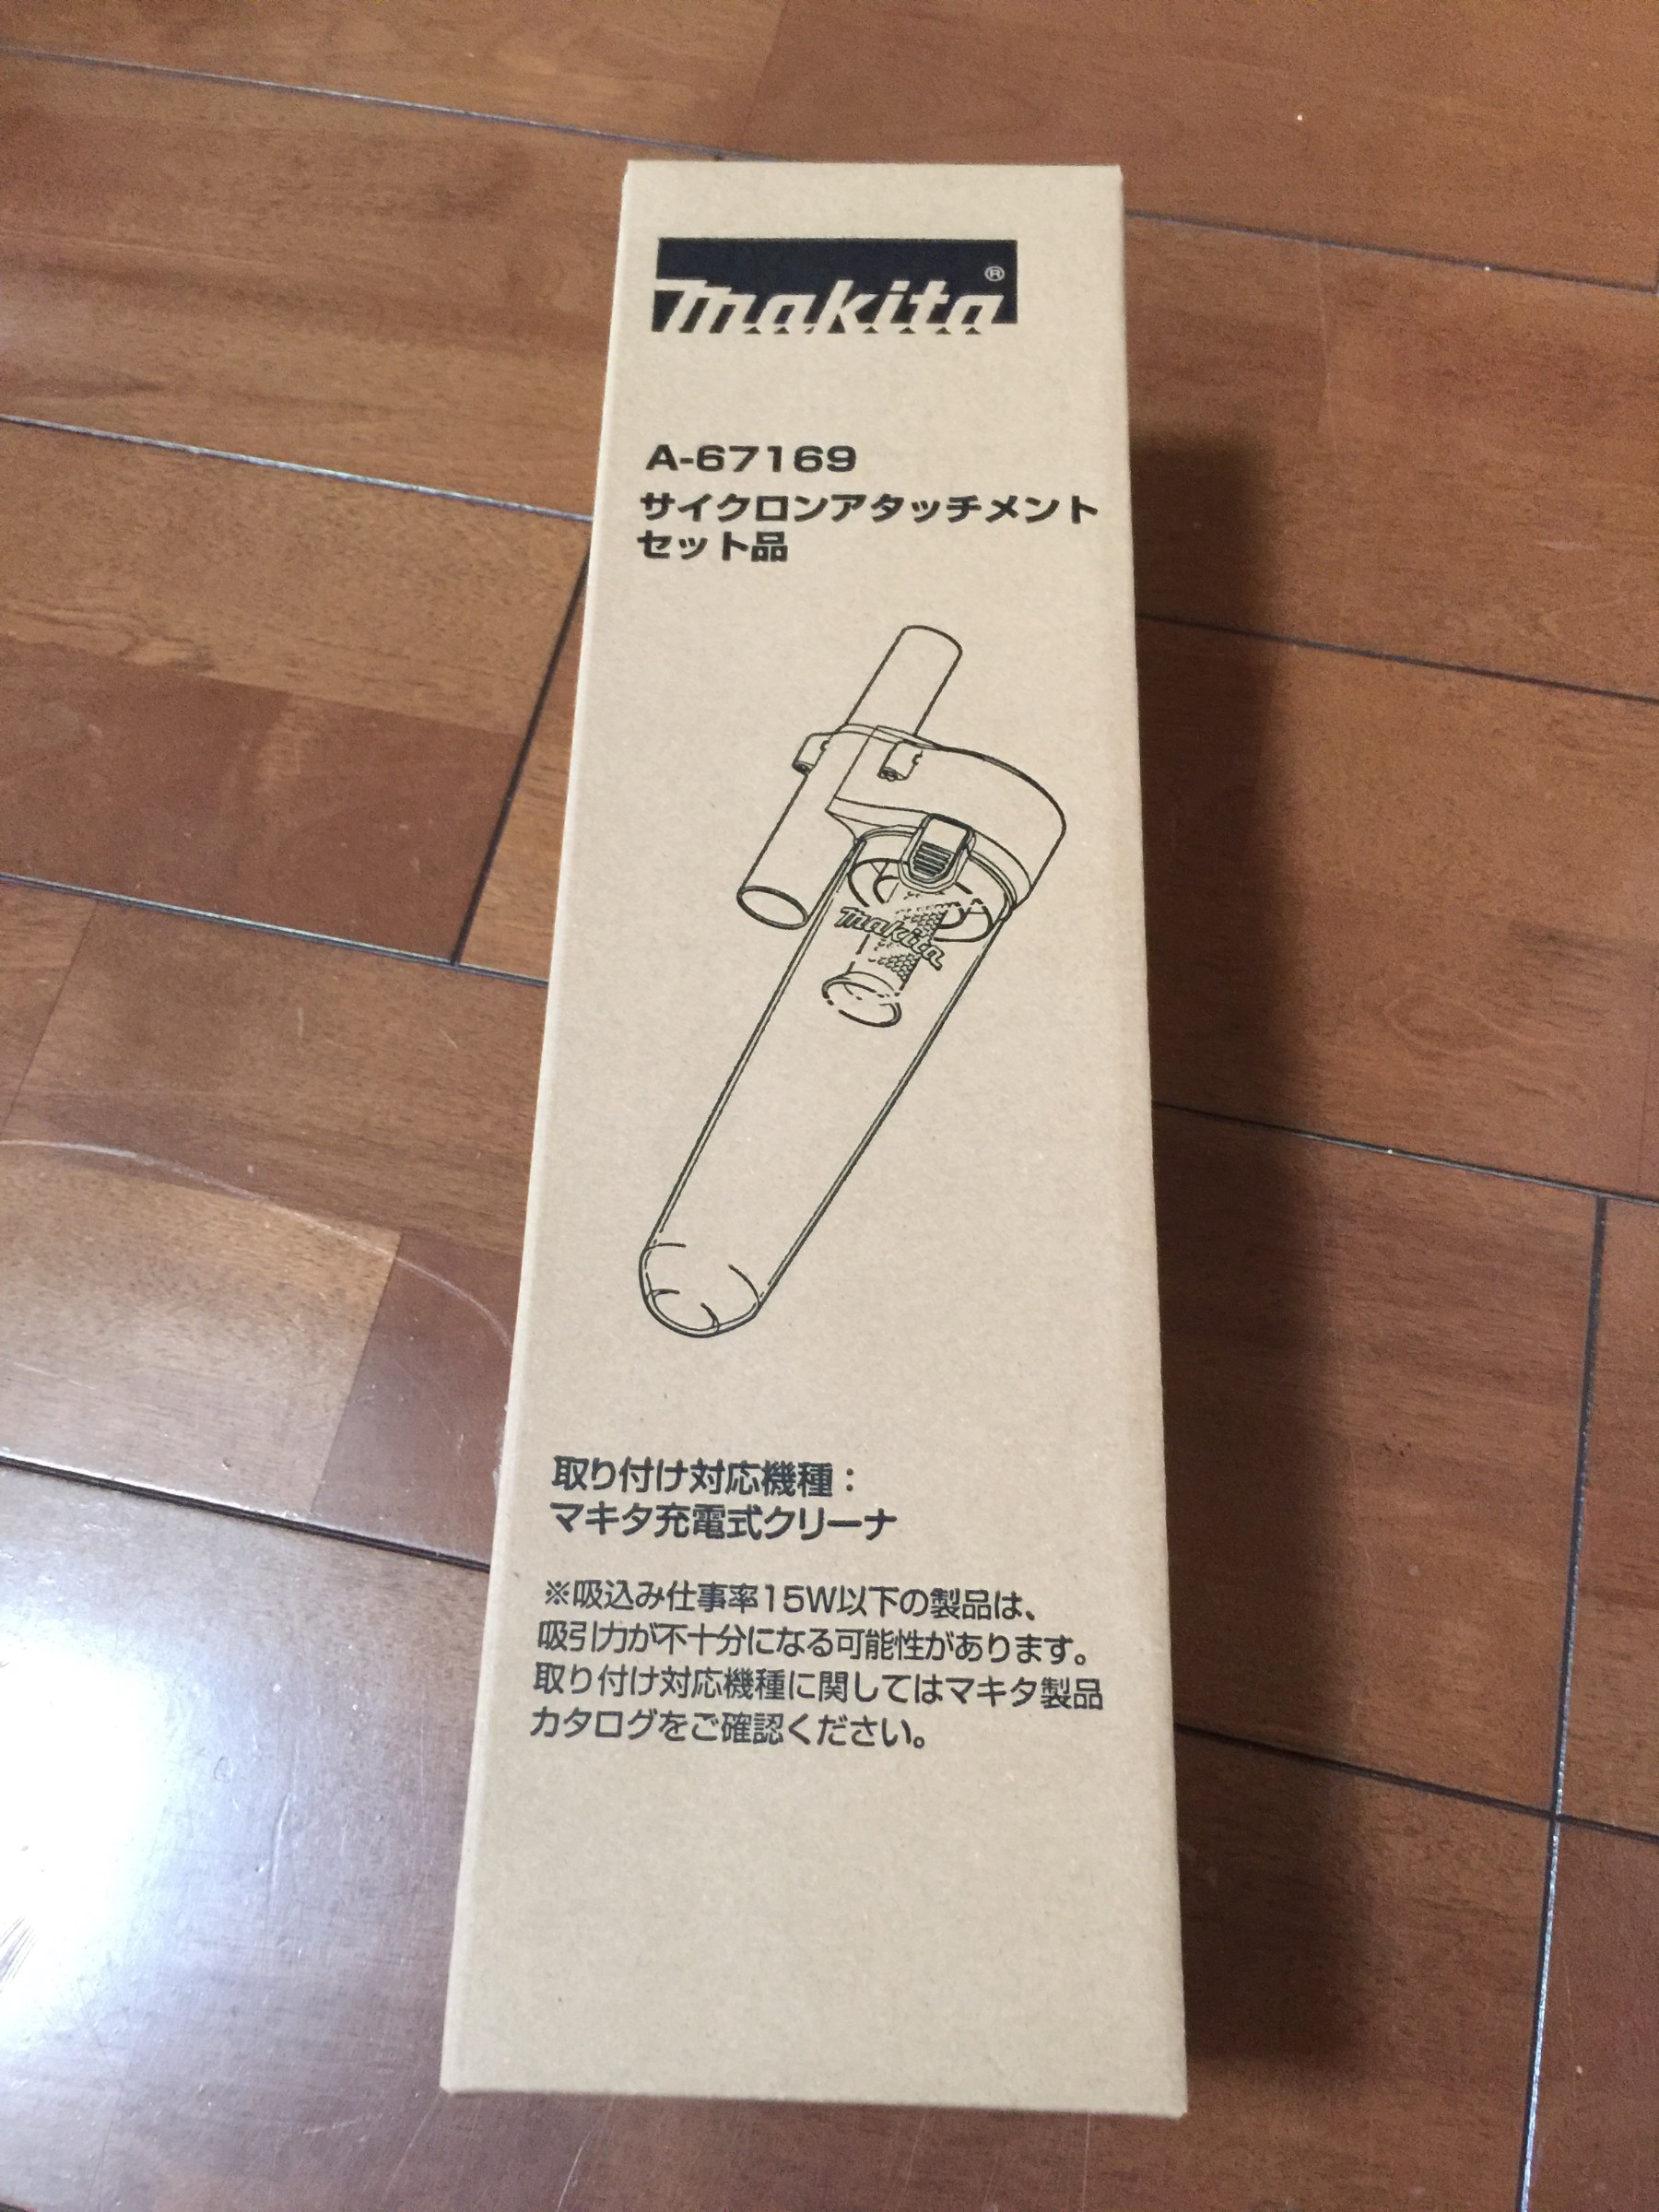 makita®
A-67169
サイクロンアタッチメント
セット品
makita
取り付け対応機種：
マキタ充電式クリーナ
※吸込み仕事率15W以下の製品は、
吸引力が不十分になる可能性があります。
取り付け対応機種に関してはマキタ製品
カタログをご確認ください。